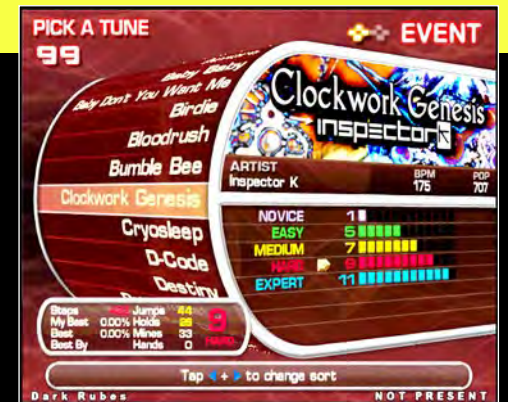 PICK A TUNE
99
EVENT
Baby Baby
Baby Don't You Want Me
Birdie
Bloodrush
Bumble Bee
Clockwork Genesis
Cryosleep
D-Code
Destiny
Clockwork Genesis
inspector K
ARTIST BPM POP
Inspector K 175 707
NOVICE 1
EASY 5
MEDIUM 7
HARD 9
EXPERT 11
Steps Jumps 44
My Best 0.00% Holds
Best 0.00% Mines 33
Best By Hands 0
9
HARD
Tap + to change sort
Dark Rubes NOT PRESENT